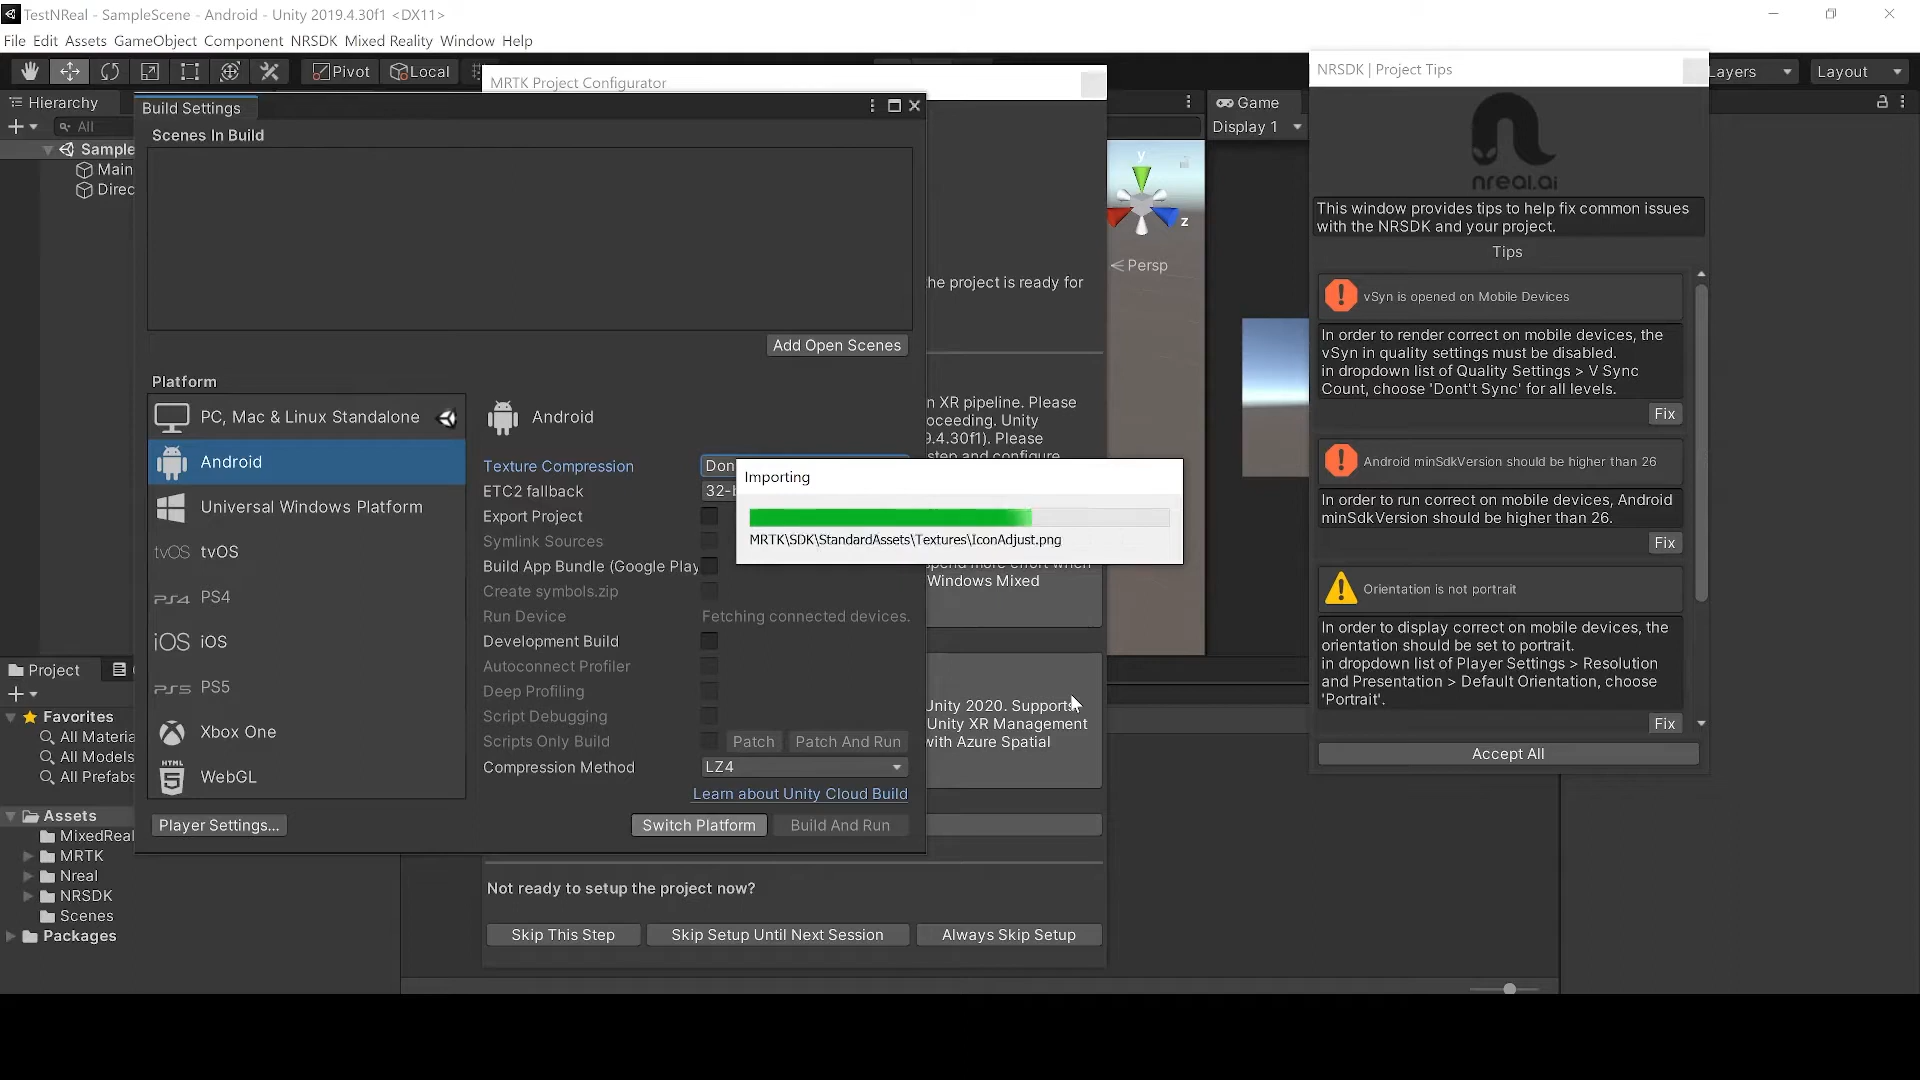 TestNReal - SampleScene - Android - Unity 2019.4.30f1 <DX11>
File Edit Assets GameObject Component NRSDK Mixed Reality Window Help
Pivot
Local
Layers
Layout
Hierarchy
All
Sample
Main
Direc
MRTK Project Configurator
Build Settings
Scenes In Build
Add Open Scenes
Platform
PC, Mac & Linux Standalone
Android
Universal Windows Platform
tvOS tvOS
PS4 PS4
iOS iOS
PS5 PS5
Xbox One
HTML
WebGL
Player Settings...
Android
Texture Compression
Don
ETC2 fallback
32-b
Export Project
Symlink Sources
Build App Bundle (Google Play
Create symbols.zip
Run Device
Fetching connected devices.
Development Build
Autoconnect Profiler
Deep Profiling
Script Debugging
Scripts Only Build
Patch
Patch And Run
Compression Method
LZ4
Learn about Unity Cloud Build
Switch Platform
Build And Run
Importing
MRTK\SDK\StandardAssets\Textures\IconAdjust.png
he project is ready for
n XR pipeline. Please
oceeding. Unity
9.4.30f1). Please
step and configure
spend more effort when
Windows Mixed
Unity 2020. Supports
Unity XR Management
with Azure Spatial
Not ready to setup the project now?
Skip This Step
Skip Setup Until Next Session
Always Skip Setup
Game
Display 1
y
z
Persp
NRSDK | Project Tips
nreal.ai
This window provides tips to help fix common issues
with the NRSDK and your project.
Tips
vSyn is opened on Mobile Devices
In order to render correct on mobile devices, the
vSyn in quality settings must be disabled.
in dropdown list of Quality Settings > V Sync
Count, choose 'Dont't Sync' for all levels.
Fix
Android minSdkVersion should be higher than 26
In order to run correct on mobile devices, Android
minSdkVersion should be higher than 26.
Fix
Orientation is not portrait
In order to display correct on mobile devices, the
orientation should be set to portrait.
in dropdown list of Player Settings > Resolution
and Presentation > Default Orientation, choose
'Portrait'.
Fix
Accept All
Project
Favorites
All Materia
All Models
All Prefabs
Assets
MixedReal
MRTK
Nreal
NRSDK
Scenes
Packages